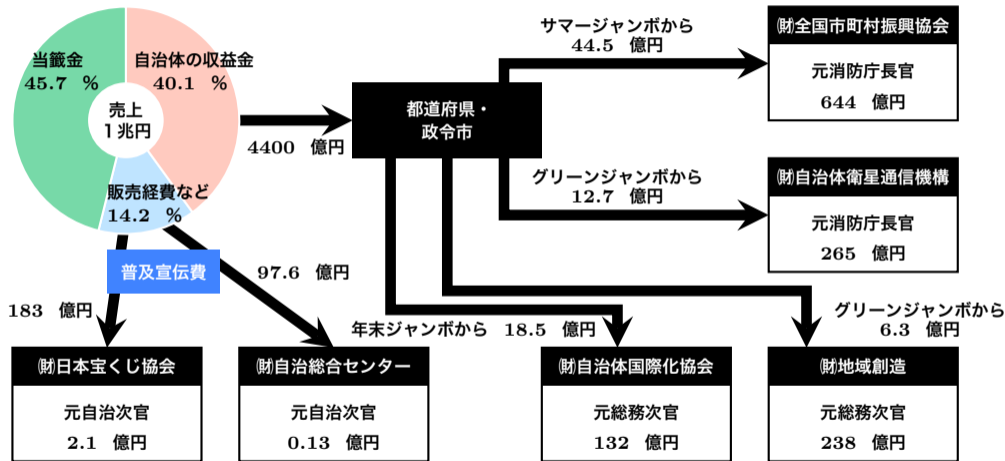 当籤金
45.7 %
自治体の収益金
40.1 %
売上
1兆円
販売経費など
14.2 %
4400 億円
都道府県・
政令市
サマージャンボから
44.5 億円
㈶全国市町村振興協会
元消防庁長官
644 億円
グリーンジャンボから
12.7 億円
㈶自治体衛星通信機構
元消防庁長官
265 億円
普及宣伝費
183 億円
97.6 億円
年末ジャンボから 18.5 億円
グリーンジャンボから
6.3 億円
㈶日本宝くじ協会
元自治次官
2.1 億円
㈶自治総合センター
元自治次官
0.13 億円
㈶自治体国際化協会
元総務次官
132 億円
㈶地域創造
元総務次官
238 億円